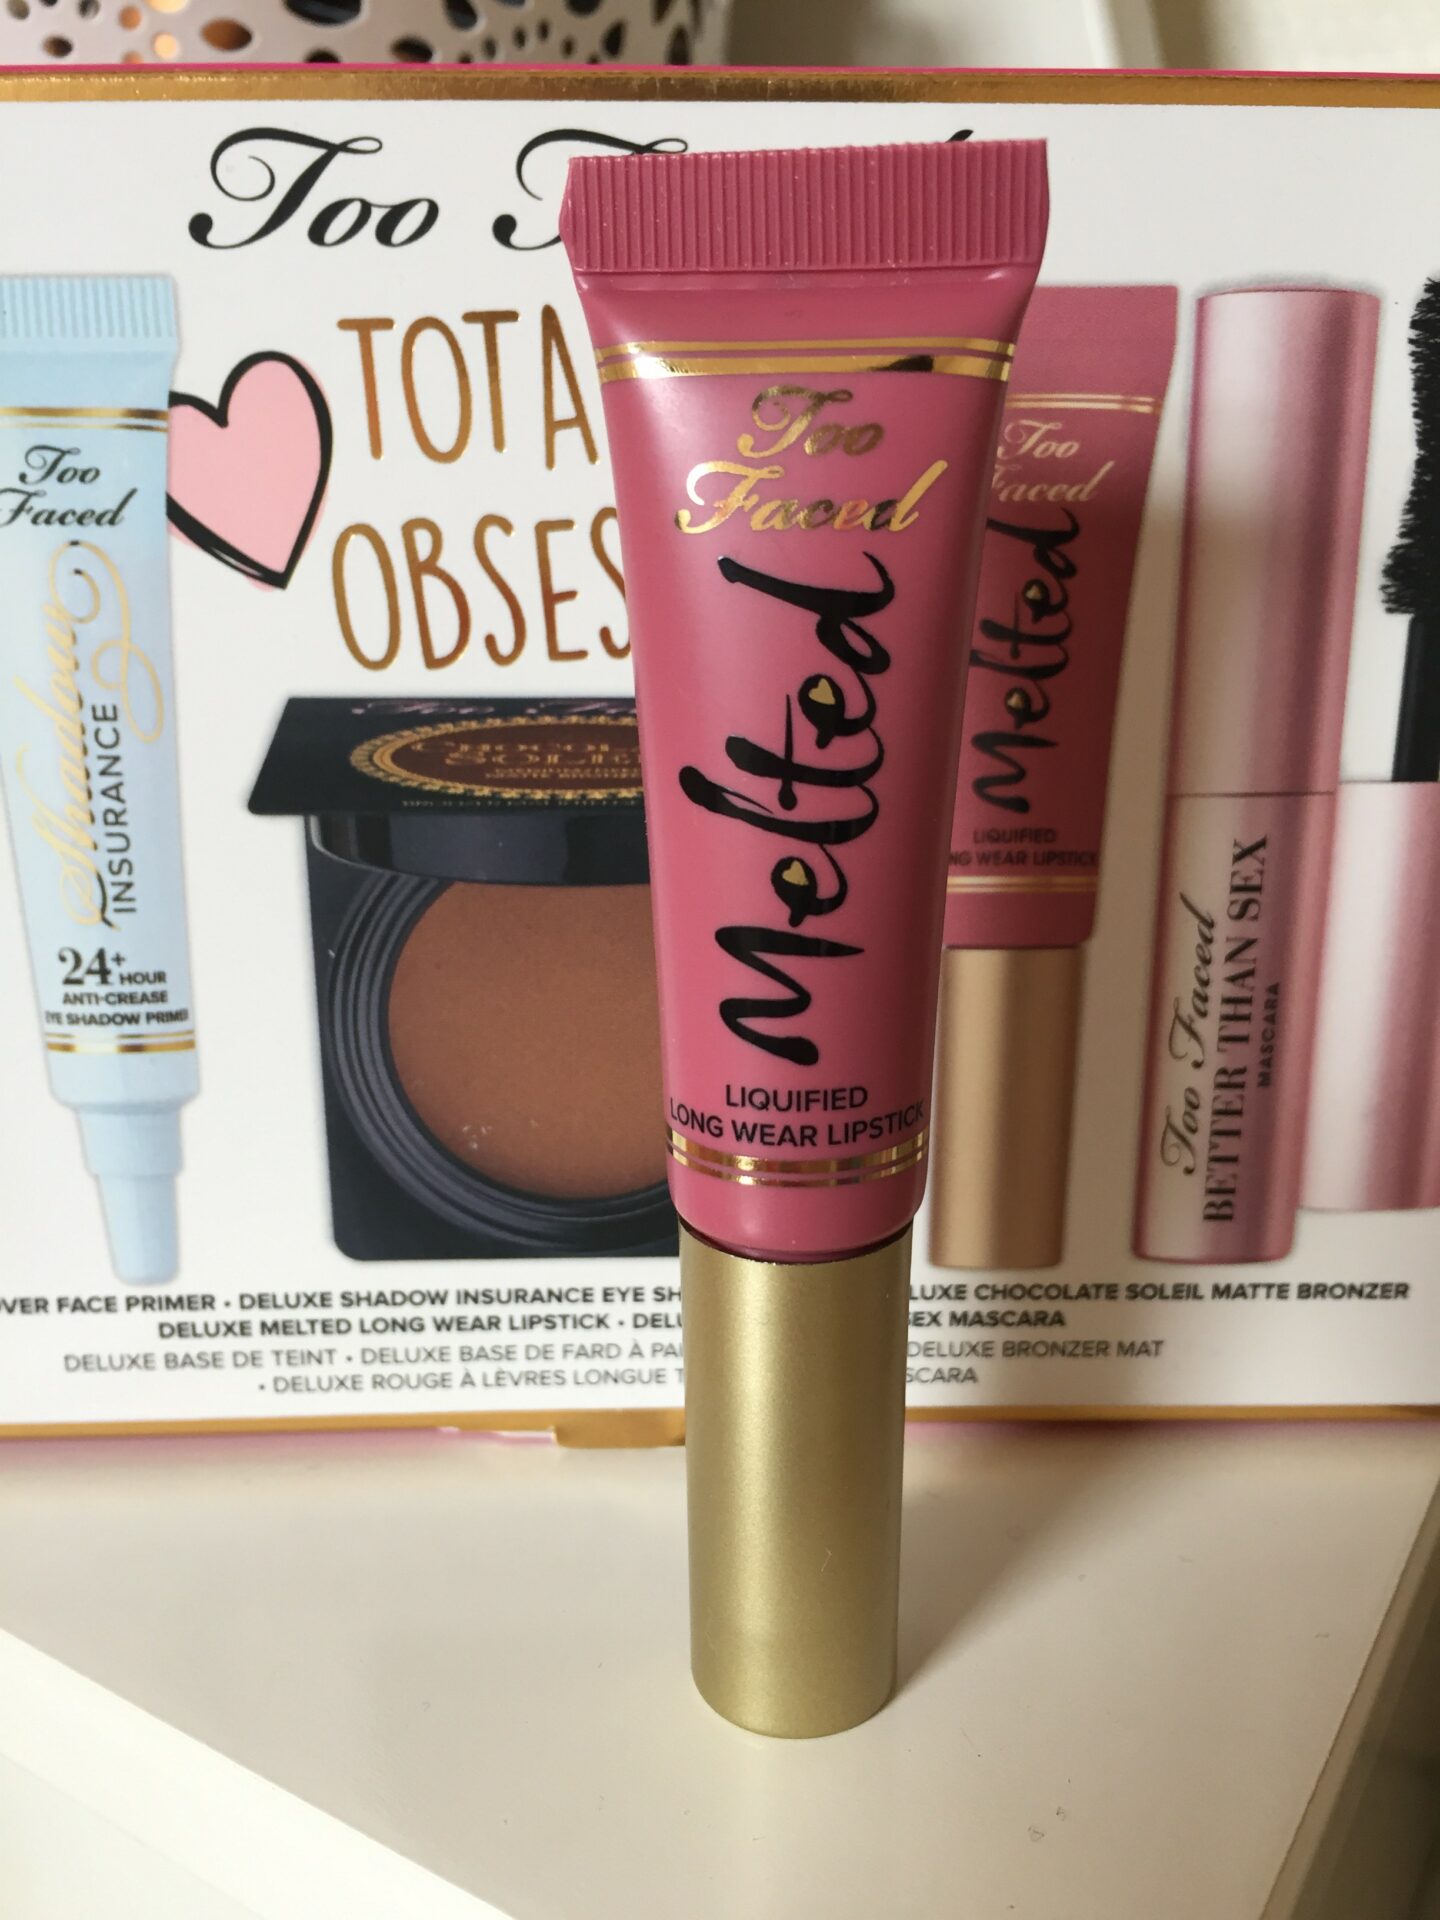 Too
TOTA
OBSES
Too
Faced
Shadow
INSURANCE
24+ HOUR
ANTI-CREASE
EYE SHADOW PRIMER
Too
Faced
Melted
LIQUIFIED
LONG WEAR LIPSTICK
Too
Faced
Melted
LIQUIFIED
NG WEAR LIPSTICK
Too Faced
BETTER THAN SEX
MASCARA
VER FACE PRIMER • DELUXE SHADOW INSURANCE EYE SH LUXE CHOCOLATE SOLEIL MATTE BRONZER
DELUXE MELTED LONG WEAR LIPSTICK • DELU SEX MASCARA
DELUXE BASE DE TEINT • DELUXE BASE DE FARD À PA DELUXE BRONZER MAT
• DELUXE ROUGE À LÈVRES LONGUE T SCARA